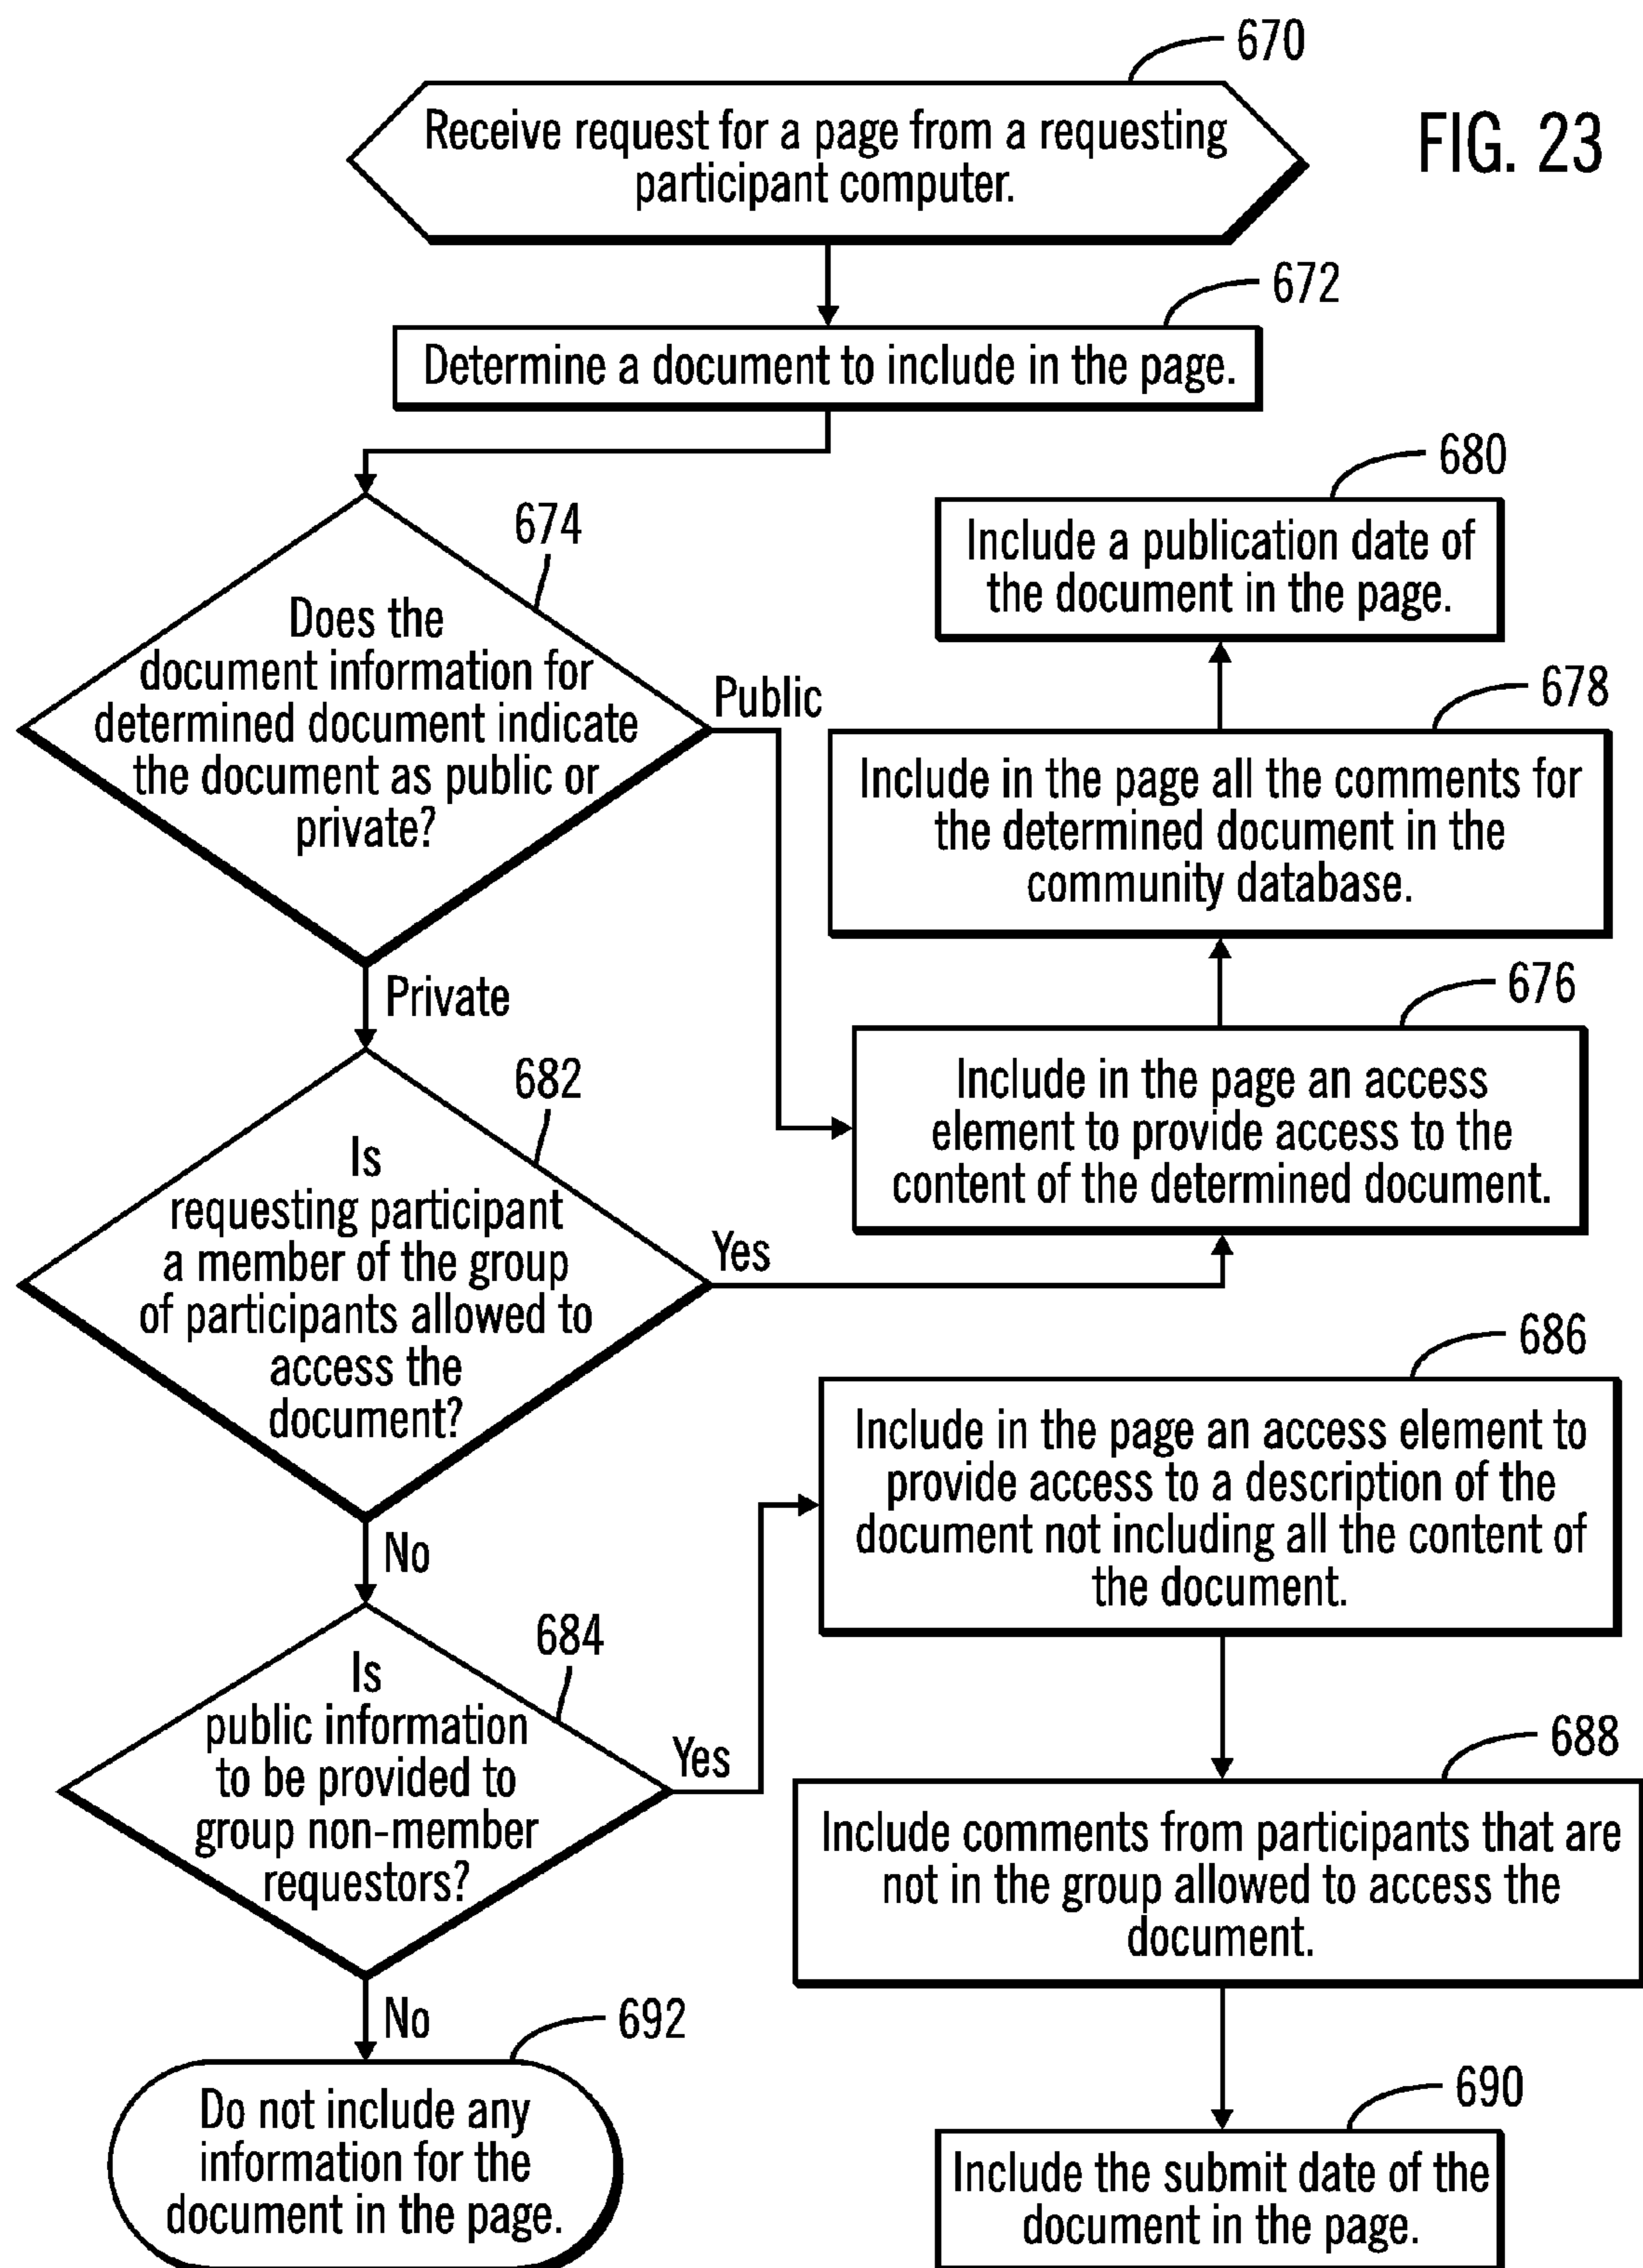 670
Receive request for a page from a requesting
participant computer.
FIG. 23
672
Determine a document to include in the page.
674
Does the
document information for
determined document indicate
the document as public or
private?
Public
Private
680
Include a publication date of
the document in the page.
678
Include in the page all the comments for
the determined document in the
community database.
676
Include in the page an access
element to provide access to the
content of the determined document.
682
Is
requesting participant
a member of the group
of participants allowed to
access the
document?
Yes
No
684
Is
public information
to be provided to
group non-member
requestors?
Yes
No
686
Include in the page an access element to
provide access to a description of the
document not including all the content of
the document.
688
Include comments from participants that are
not in the group allowed to access the
document.
690
Include the submit date of the
document in the page.
692
Do not include any
information for the
document in the page.